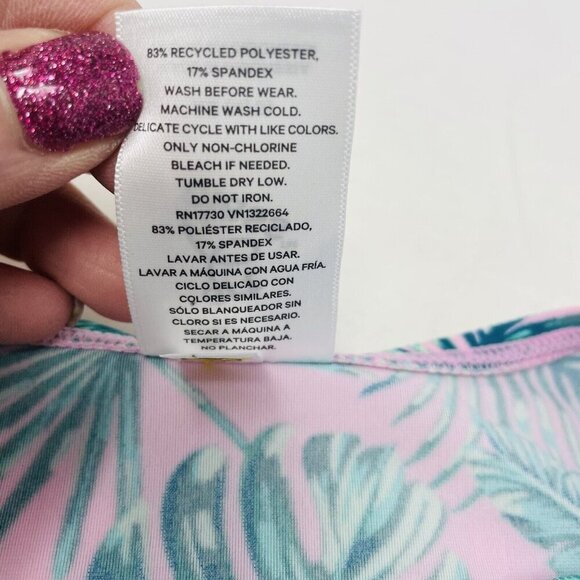 83% RECYCLED POLYESTER,
17% SPANDEX
WASH BEFORE WEAR.
MACHINE WASH COLD.
DELICATE CYCLE WITH LIKE COLORS.
ONLY NON-CHLORINE
BLEACH IF NEEDED.
TUMBLE DRY LOW.
DO NOT IRON.
RN17730 VN1322664
83% POLIÉSTER RECICLADO,
17% SPANDEX
LAVAR ANTES DE USAR.
LAVAR A MÁQUINA CON AGUA FRÍA.
CICLO DELICADO CON
COLORES SIMILARES.
SÓLO BLANQUEADOR SIN
CLORO SI ES NECESARIO.
SECAR A MÁQUINA A
TEMPERATURA BAJA.
NO PLANCHAR.